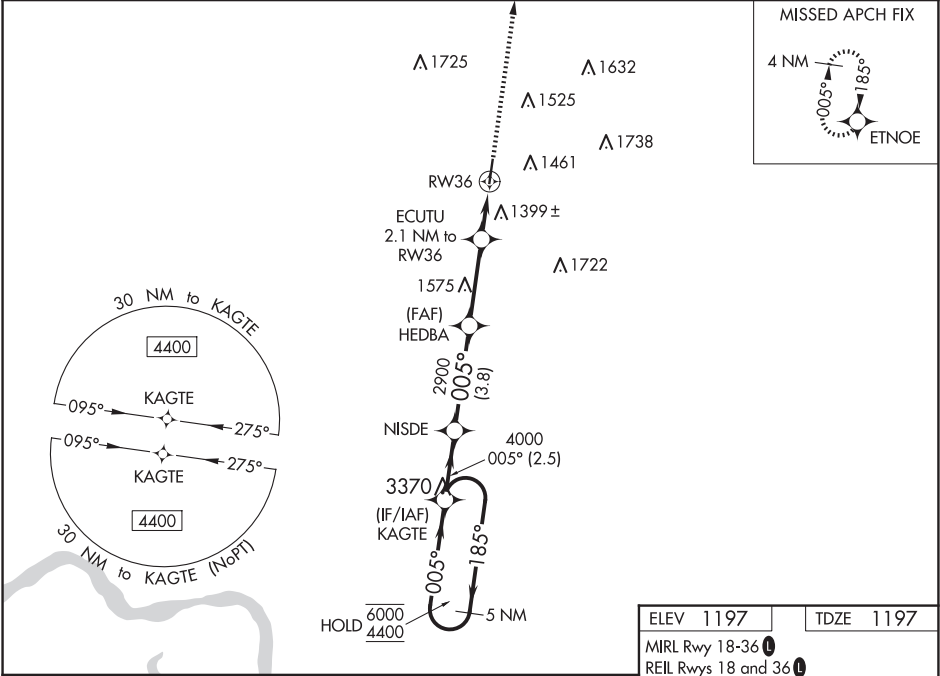 MISSED APCH FIX
4 NM
005°
185°
ETNOE
1725
1632
1525
1738
1461
RW36
1399 ±
ECUTU
2.1 NM to
RW36
1722
1575
(FAF)
HEDBA
2900
005°
(3.8)
NISDE
4000
005° (2.5)
3370
(IF/IAF)
KAGTE
005°
185°
HOLD
6000
4400
5 NM
30 NM to KAGTE
4400
KAGTE
095°
275°
095°
275°
KAGTE
4400
30 NM to KAGTE (NoPT)
ELEV 1197
TDZE 1197
MIRL Rwy 18-36 L
REIL Rwys 18 and 36 L